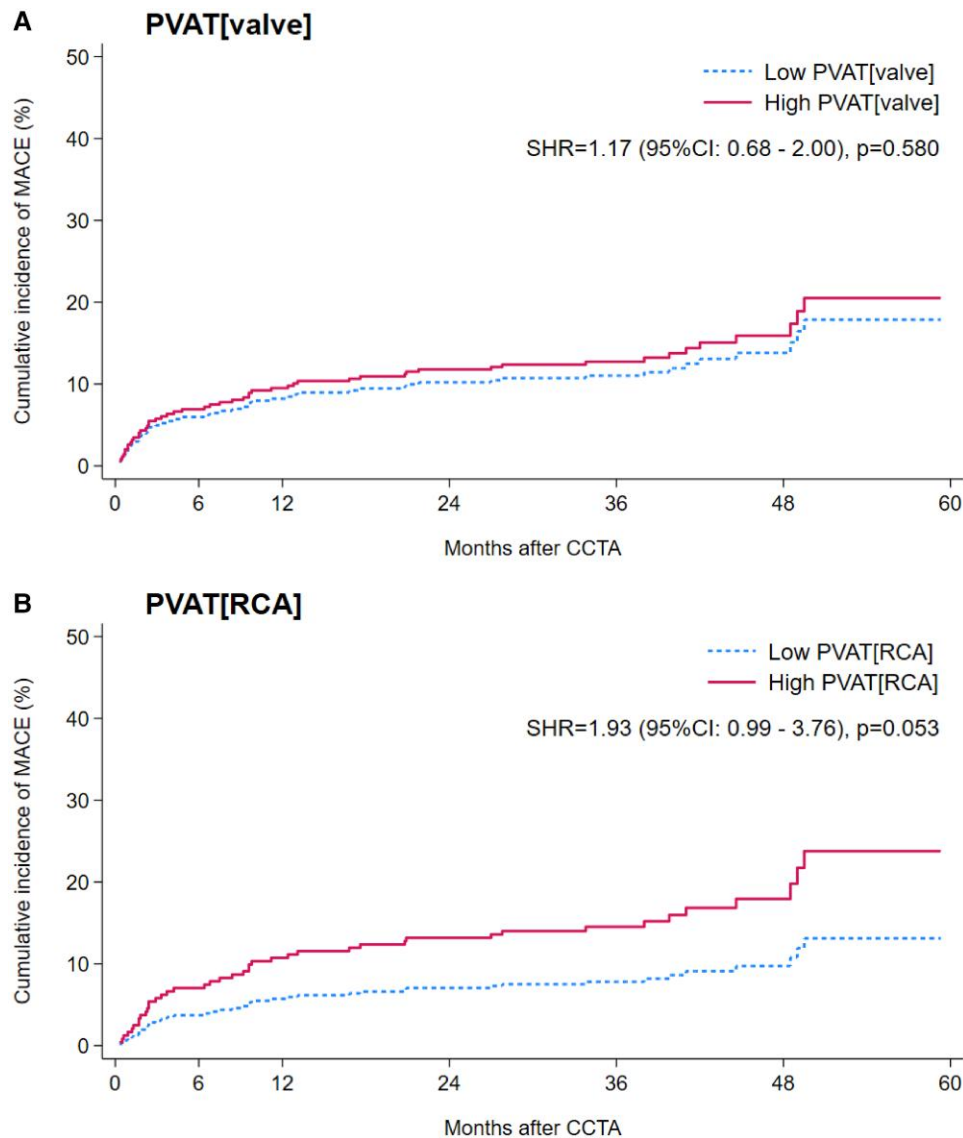 A
PVAT[valve]
50
40
30
20
10
0
Cumulative incidence of MACE (%)
Low PVAT[valve]
High PVAT[valve]
SHR=1.17 (95%CI: 0.68 - 2.00), p=0.580
0 6 12 24 36 48 60
Months after CCTA
B
PVAT[RCA]
50
40
30
20
10
0
Cumulative incidence of MACE (%)
Low PVAT[RCA]
High PVAT[RCA]
SHR=1.93 (95%CI: 0.99 - 3.76), p=0.053
0 6 12 24 36 48 60
Months after CCTA